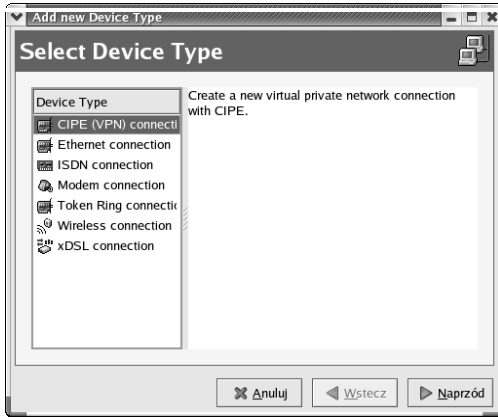 Add new Device Type
Select Device Type
Device Type
CIPE (VPN) connecti
Ethernet connection
ISDN connection
Modem connection
Token Ring connectic
Wireless connection
xDSL connection
Create a new virtual private network connection
with CIPE.
Anuluj
Wstecz
Naprzód